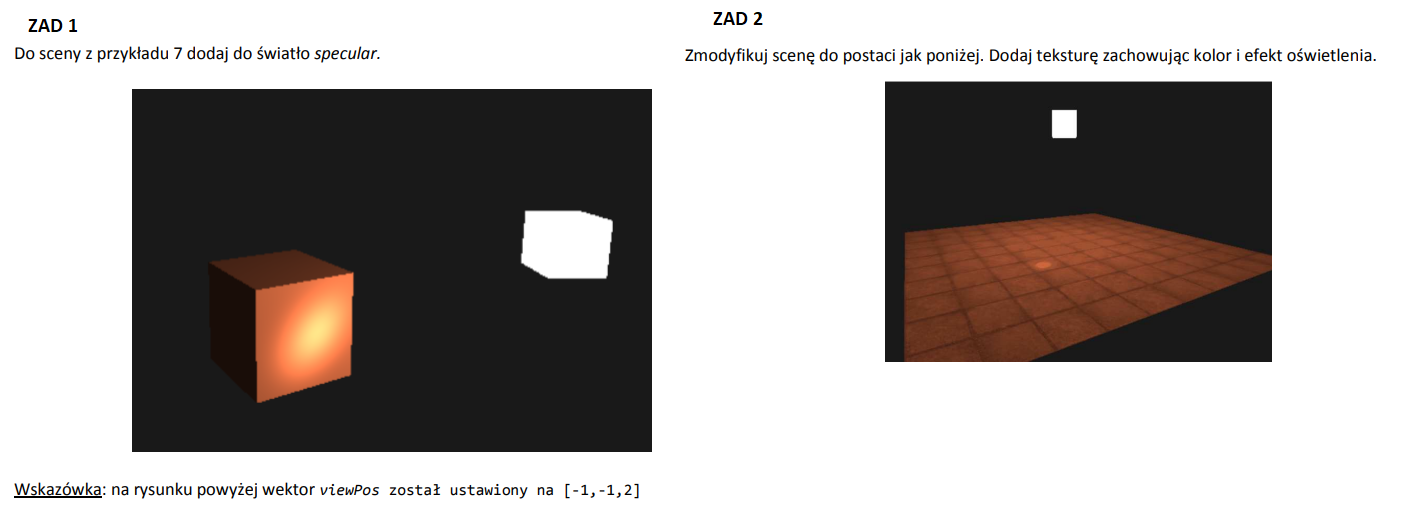 ZAD 1
Do sceny z przykładu 7 dodaj do światło specular.
Wskazówka: na rysunku powyżej wektor viewPos został ustawiony na [-1,-1,2]
ZAD 2
Zmodyfikuj scenę do postaci jak poniżej. Dodaj teksturę zachowując kolor i efekt oświetlenia.